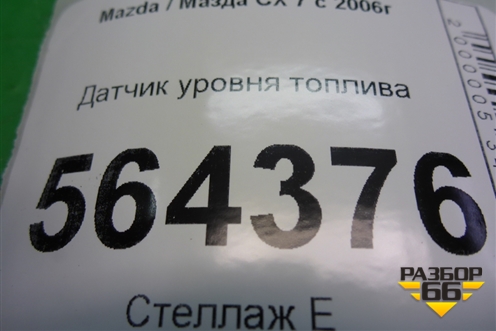 Mazda / Мазда CX 7 с 2006г
Датчик уровня топлива
564376
Стеллаж Е
РАЗБОР
66